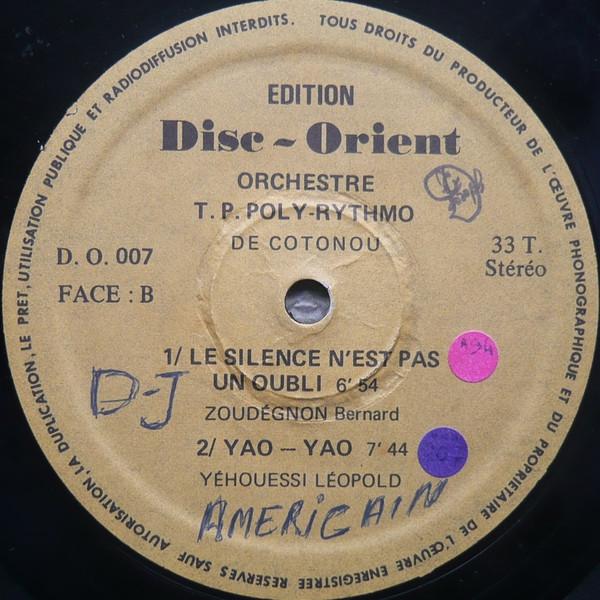 TOUS DROITS DU PRODUCTEUR DE L'ŒUVRE PHONOGRAPHIQUE ET DU PROPRIETAIRE DE L'ŒUVRE ENREGISTREE RESERVES SAUF AUTORISATION, LA DUPLICATION, LE PRET, UTILISATION PUBLIQUE ET RADIODIFFUSION INTERDITS.
EDITION
Disc ~ Orient
ORCHESTRE
T. P. POLY-RYTHMO
DE COTONOU
D. O. 007
33 T.
FACE : B
Stéréo
1/ LE SILENCE N'EST PAS
UN OUBLI 6' 54
D-J
ZOUDÉGNON Bernard
2/ YAO — YAO 7' 44
YÉHOUESSI LÉOPOLD
AMERICAIN